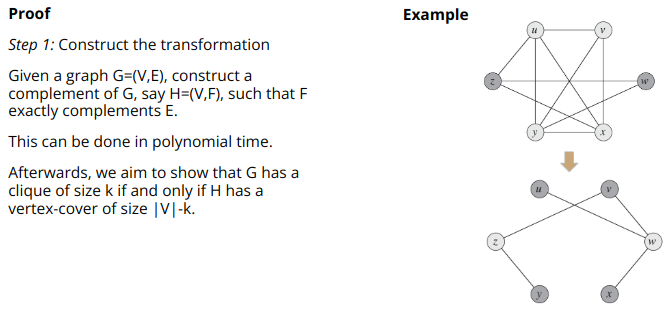 Proof
Step 1: Construct the transformation
Given a graph G=(V,E), construct a
complement of G, say H=(V,F), such that F
exactly complements E.
This can be done in polynomial time.
Afterwards, we aim to show that G has a
clique of size k if and only if H has a
vertex-cover of size |V|-k.
Example
u v
z w
y x
u v
z w
y x